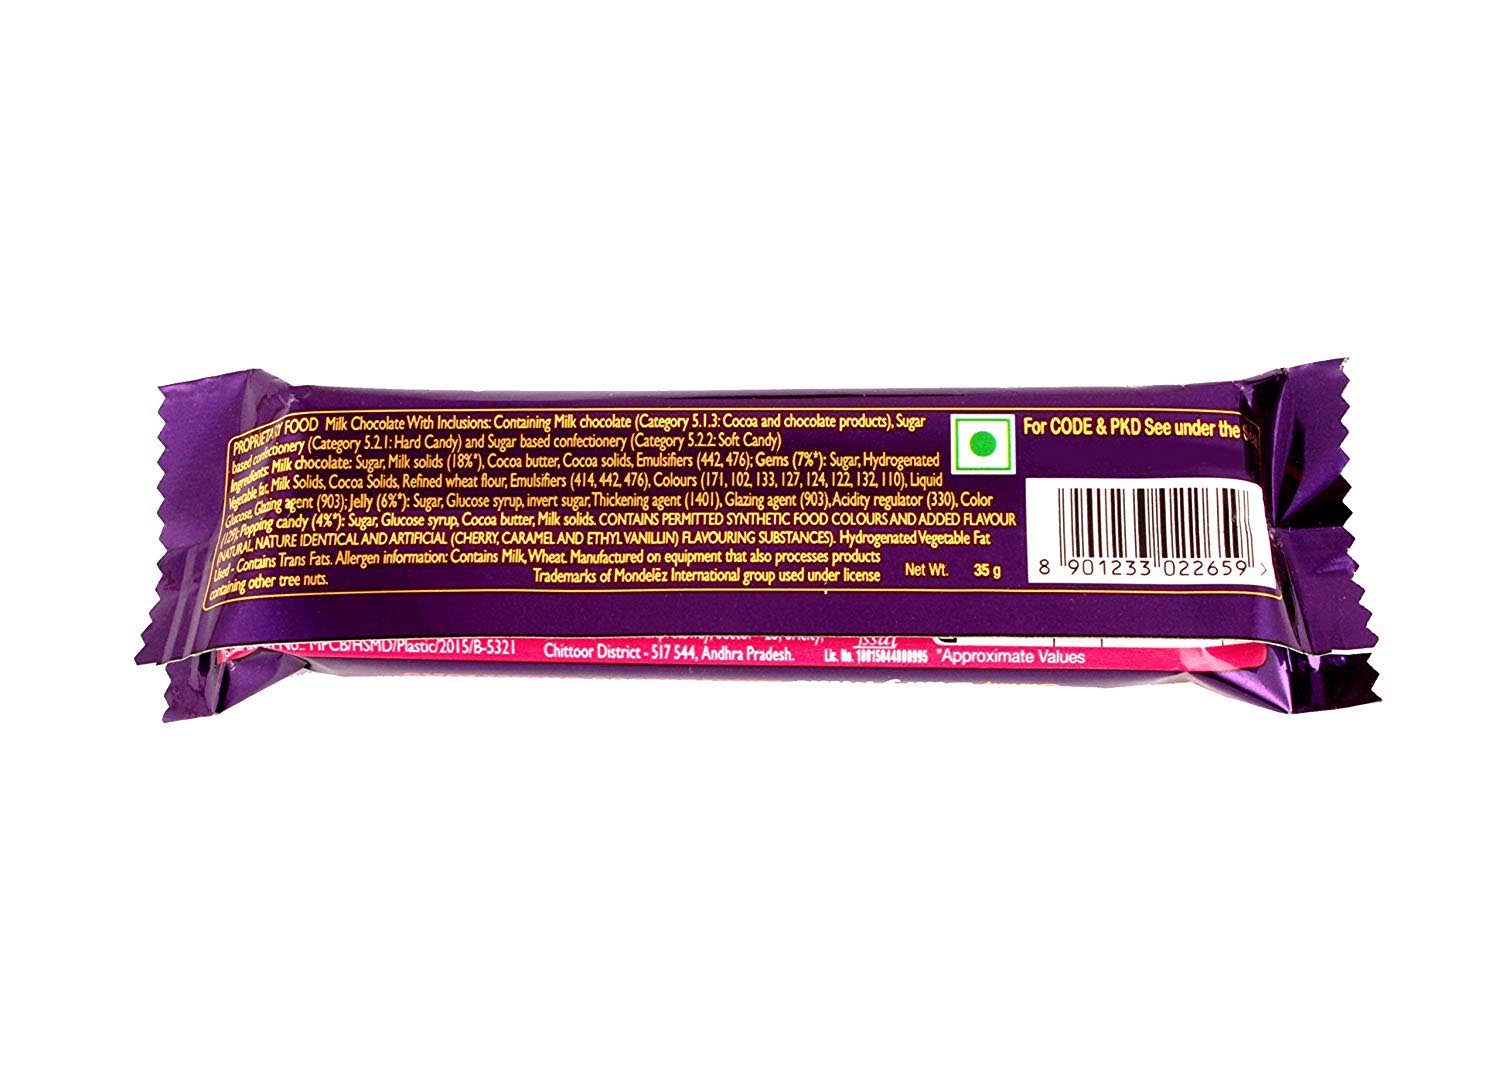 PROPRIETARY FOOD Milk Chocolate With Inclusions: Containing Milk chocolate (Category 5.1.3: Cocoa and chocolate products), Sugar
based confectionery (Category 5.2.1: Hard Candy) and Sugar based confectionery (Category 5.2.2: Soft Candy)
Ingredients: Milk chocolate: Sugar, Milk solids (18%*), Cocoa butter, Cocoa solids, Emulsifiers (442, 476); Gems (7%*): Sugar, Hydrogenated
Vegetable fat, Milk Solids, Cocoa Solids, Refined wheat flour, Emulsifiers (414, 442, 476), Colours (171, 102, 133, 127, 124, 122, 132, 110), Liquid
Glucose, Glazing agent (903); Jelly (6%*): Sugar, Glucose syrup, invert sugar, Thickening agent (1401), Glazing agent (903), Acidity regulator (330), Color
(129); Popping candy (4%*): Sugar, Glucose syrup, Cocoa butter, Milk solids. CONTAINS PERMITTED SYNTHETIC FOOD COLOURS AND ADDED FLAVOUR
(NATURAL, NATURE IDENTICAL AND ARTIFICIAL (CHERRY, CARAMEL AND ETHYL VANILLIN) FLAVOURING SUBSTANCES). Hydrogenated Vegetable Fat
Used - Contains Trans Fats. Allergen information: Contains Milk, Wheat. Manufactured on equipment that also processes products
containing other tree nuts.
Trademarks of Mondelēz International group used under license
Net Wt. 35 g
For CODE & PKD See under the
8 901233 022659 >
MPCB/HSMD/Plastic/2015/B-5321
Chittoor District - 517 544, Andhra Pradesh.
Lic. No. 10015044000995
*Approximate Values